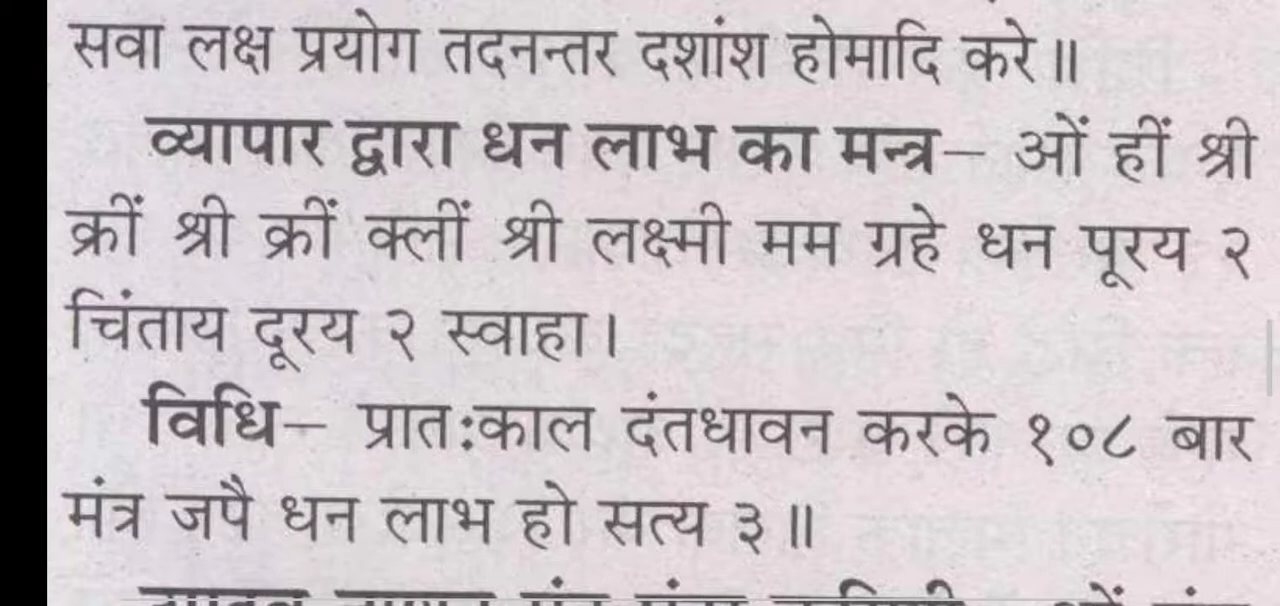 सवा लक्ष प्रयोग तदनन्तर दशांश होमादि करे॥
व्यापार द्वारा धन लाभ का मन्त्र– ओं हीं श्री
क्रीं श्री क्रीं क्लीं श्री लक्ष्मी मम ग्रहे धन पूरय २
चिंताय दूरय २ स्वाहा।
विधि– प्रात:काल दंतधावन करके १०८ बार
मंत्र जपै धन लाभ हो सत्य ३॥